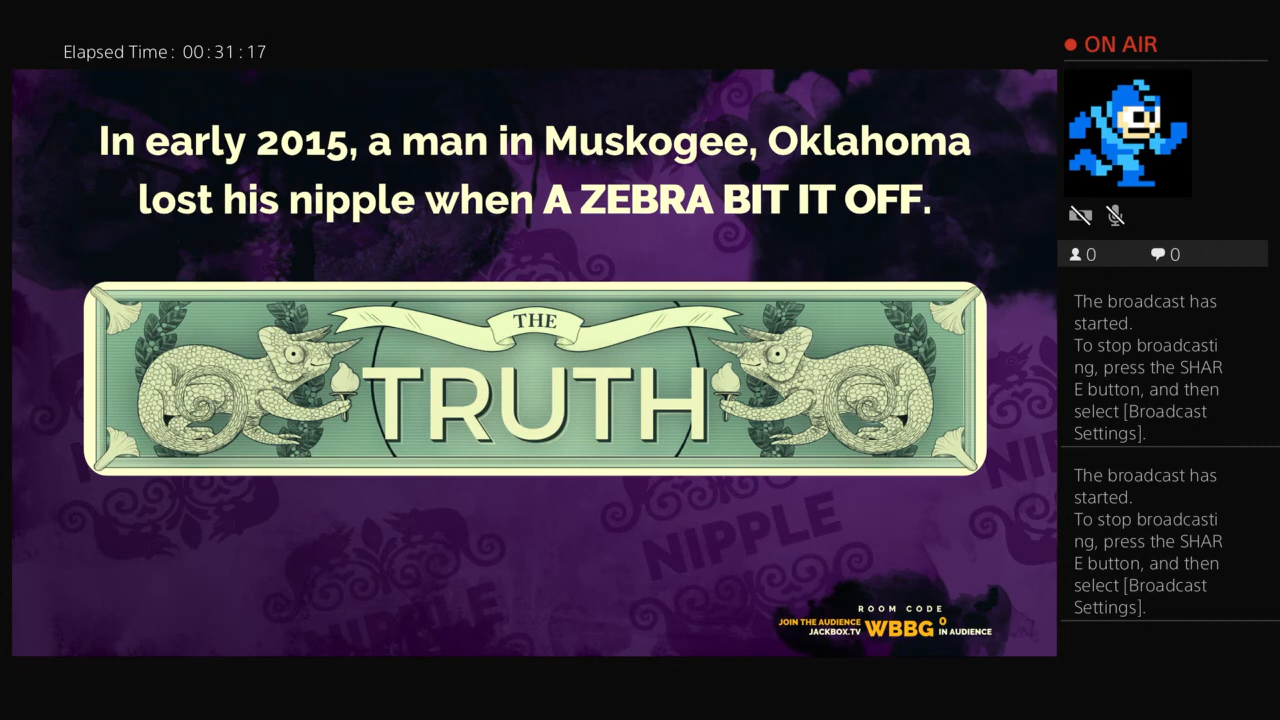 Elapsed Time: 00:31:17
In early 2015, a man in Muskogee, Oklahoma
lost his nipple when A ZEBRA BIT IT OFF.
THE
TRUTH
NIPPLE
NIPPLE
ROOM CODE
JOIN THE AUDIENCE
JACKBOX.TV
WBBG
0
IN AUDIENCE
ON AIR
0
0
The broadcast has
started.
To stop broadcasti
ng, press the SHAR
E button, and then
select [Broadcast
Settings].
The broadcast has
started.
To stop broadcasti
ng, press the SHAR
E button, and then
select [Broadcast
Settings].